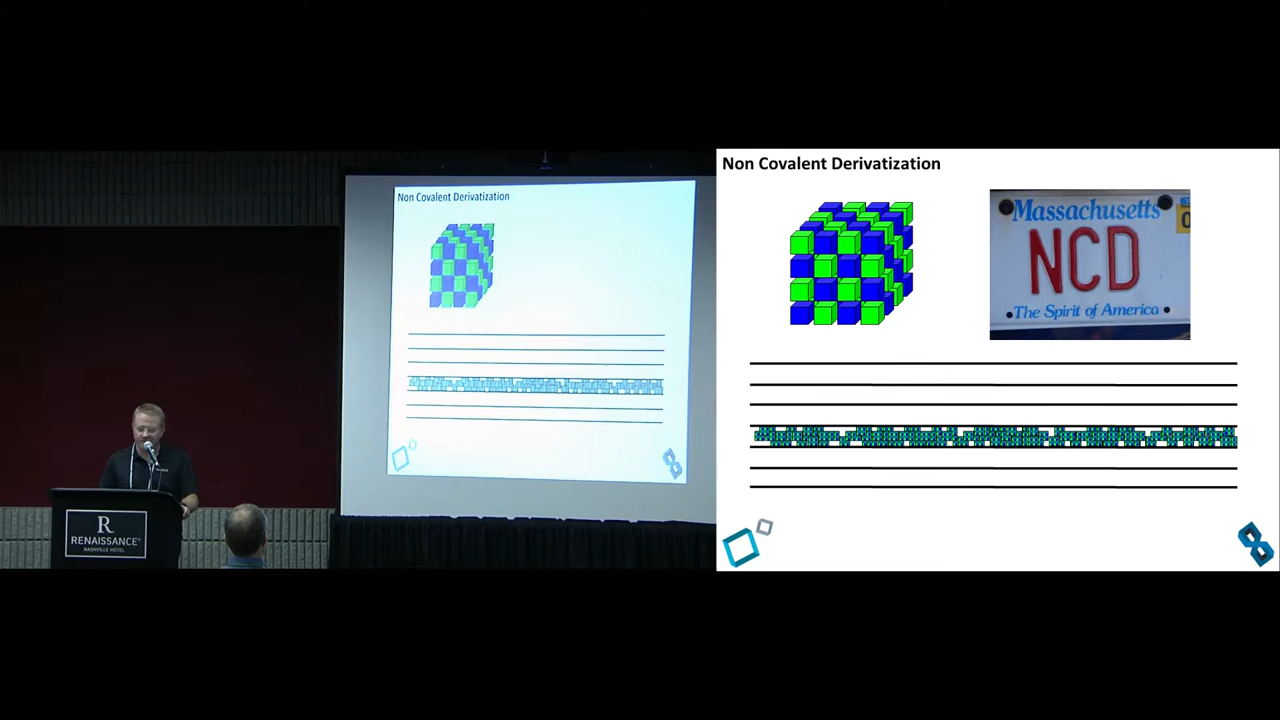 Non Covalent Derivatization
R
RENAISSANCE®
NASHVILLE HOTEL
Non Covalent Derivatization
Massachusetts
NCD
The Spirit of America